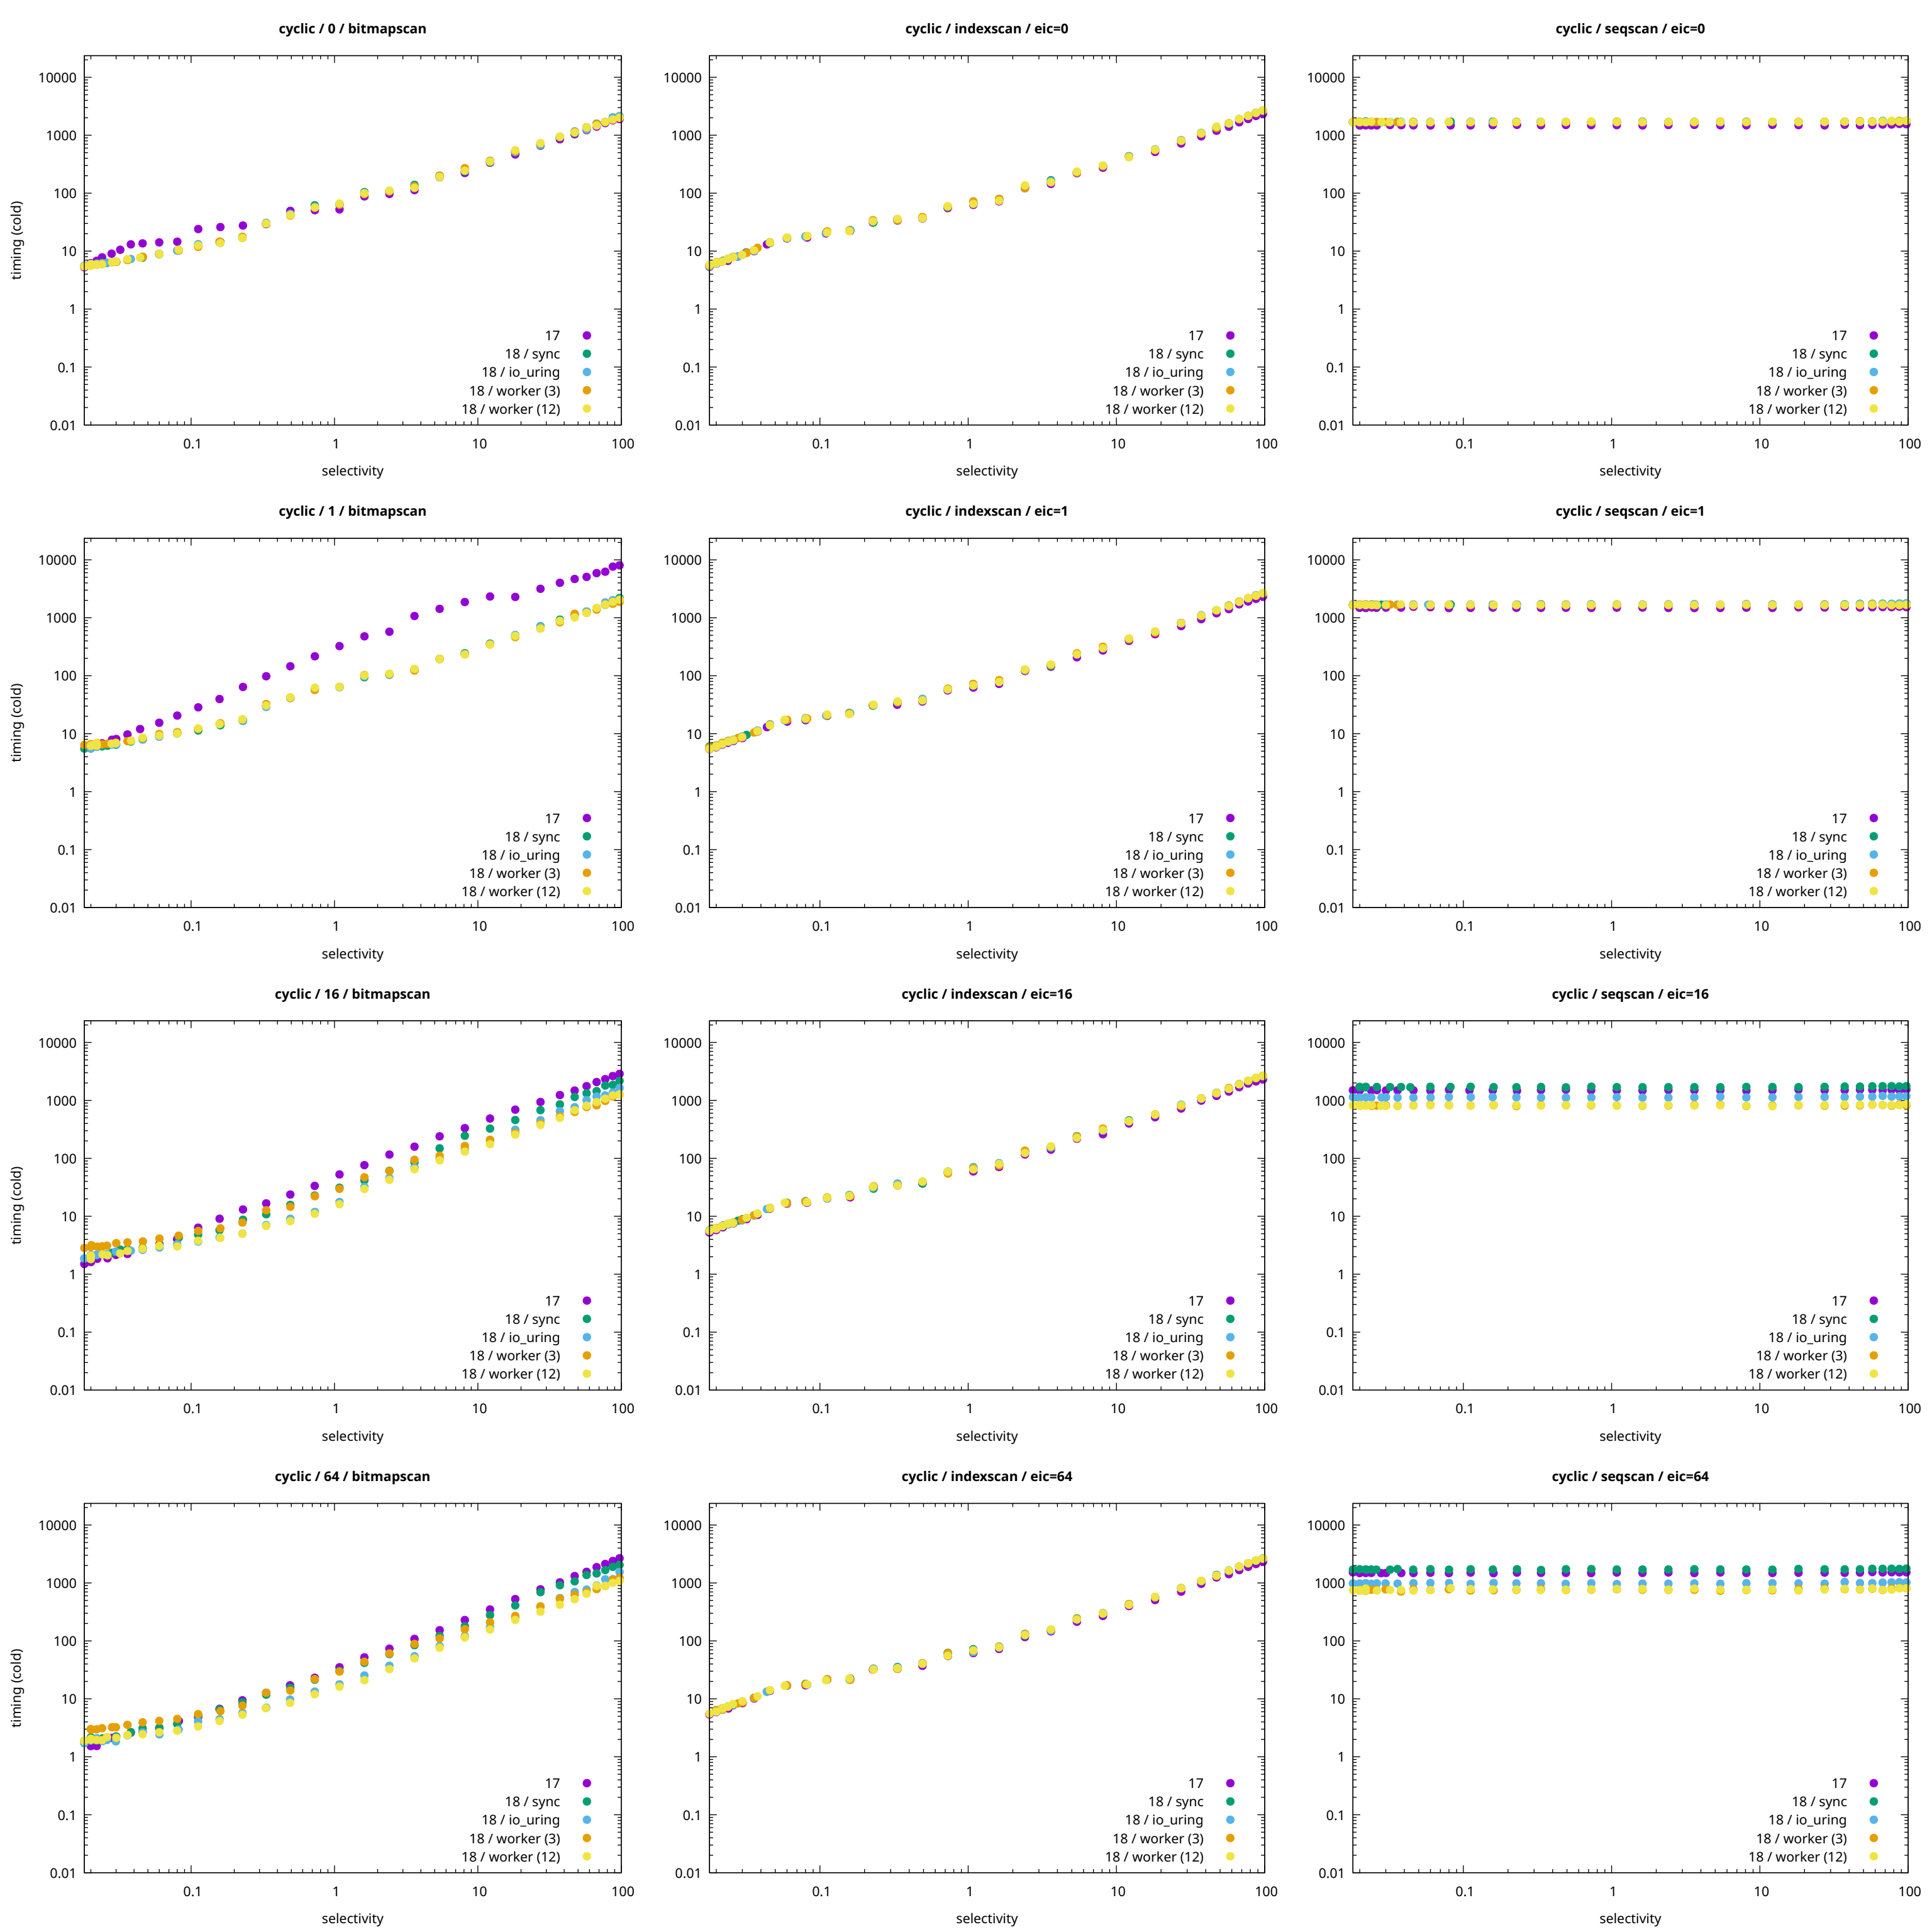 cyclic / 0 / bitmapscan
timing (cold)
10000
1000
100
10
1
0.1
0.01
17
18 / sync
18 / io_uring
18 / worker (3)
18 / worker (12)
0.1 1 10 100
selectivity
cyclic / indexscan / eic=0
10000
1000
100
10
1
0.1
0.01
17
18 / sync
18 / io_uring
18 / worker (3)
18 / worker (12)
0.1 1 10 100
selectivity
cyclic / seqscan / eic=0
10000
1000
100
10
1
0.1
0.01
17
18 / sync
18 / io_uring
18 / worker (3)
18 / worker (12)
0.1 1 10 100
selectivity
cyclic / 1 / bitmapscan
timing (cold)
10000
1000
100
10
1
0.1
0.01
17
18 / sync
18 / io_uring
18 / worker (3)
18 / worker (12)
0.1 1 10 100
selectivity
cyclic / indexscan / eic=1
10000
1000
100
10
1
0.1
0.01
17
18 / sync
18 / io_uring
18 / worker (3)
18 / worker (12)
0.1 1 10 100
selectivity
cyclic / seqscan / eic=1
10000
1000
100
10
1
0.1
0.01
17
18 / sync
18 / io_uring
18 / worker (3)
18 / worker (12)
0.1 1 10 100
selectivity
cyclic / 16 / bitmapscan
timing (cold)
10000
1000
100
10
1
0.1
0.01
17
18 / sync
18 / io_uring
18 / worker (3)
18 / worker (12)
0.1 1 10 100
selectivity
cyclic / indexscan / eic=16
10000
1000
100
10
1
0.1
0.01
17
18 / sync
18 / io_uring
18 / worker (3)
18 / worker (12)
0.1 1 10 100
selectivity
cyclic / seqscan / eic=16
10000
1000
100
10
1
0.1
0.01
17
18 / sync
18 / io_uring
18 / worker (3)
18 / worker (12)
0.1 1 10 100
selectivity
cyclic / 64 / bitmapscan
timing (cold)
10000
1000
100
10
1
0.1
0.01
17
18 / sync
18 / io_uring
18 / worker (3)
18 / worker (12)
0.1 1 10 100
selectivity
cyclic / indexscan / eic=64
10000
1000
100
10
1
0.1
0.01
17
18 / sync
18 / io_uring
18 / worker (3)
18 / worker (12)
0.1 1 10 100
selectivity
cyclic / seqscan / eic=64
10000
1000
100
10
1
0.1
0.01
17
18 / sync
18 / io_uring
18 / worker (3)
18 / worker (12)
0.1 1 10 100
selectivity